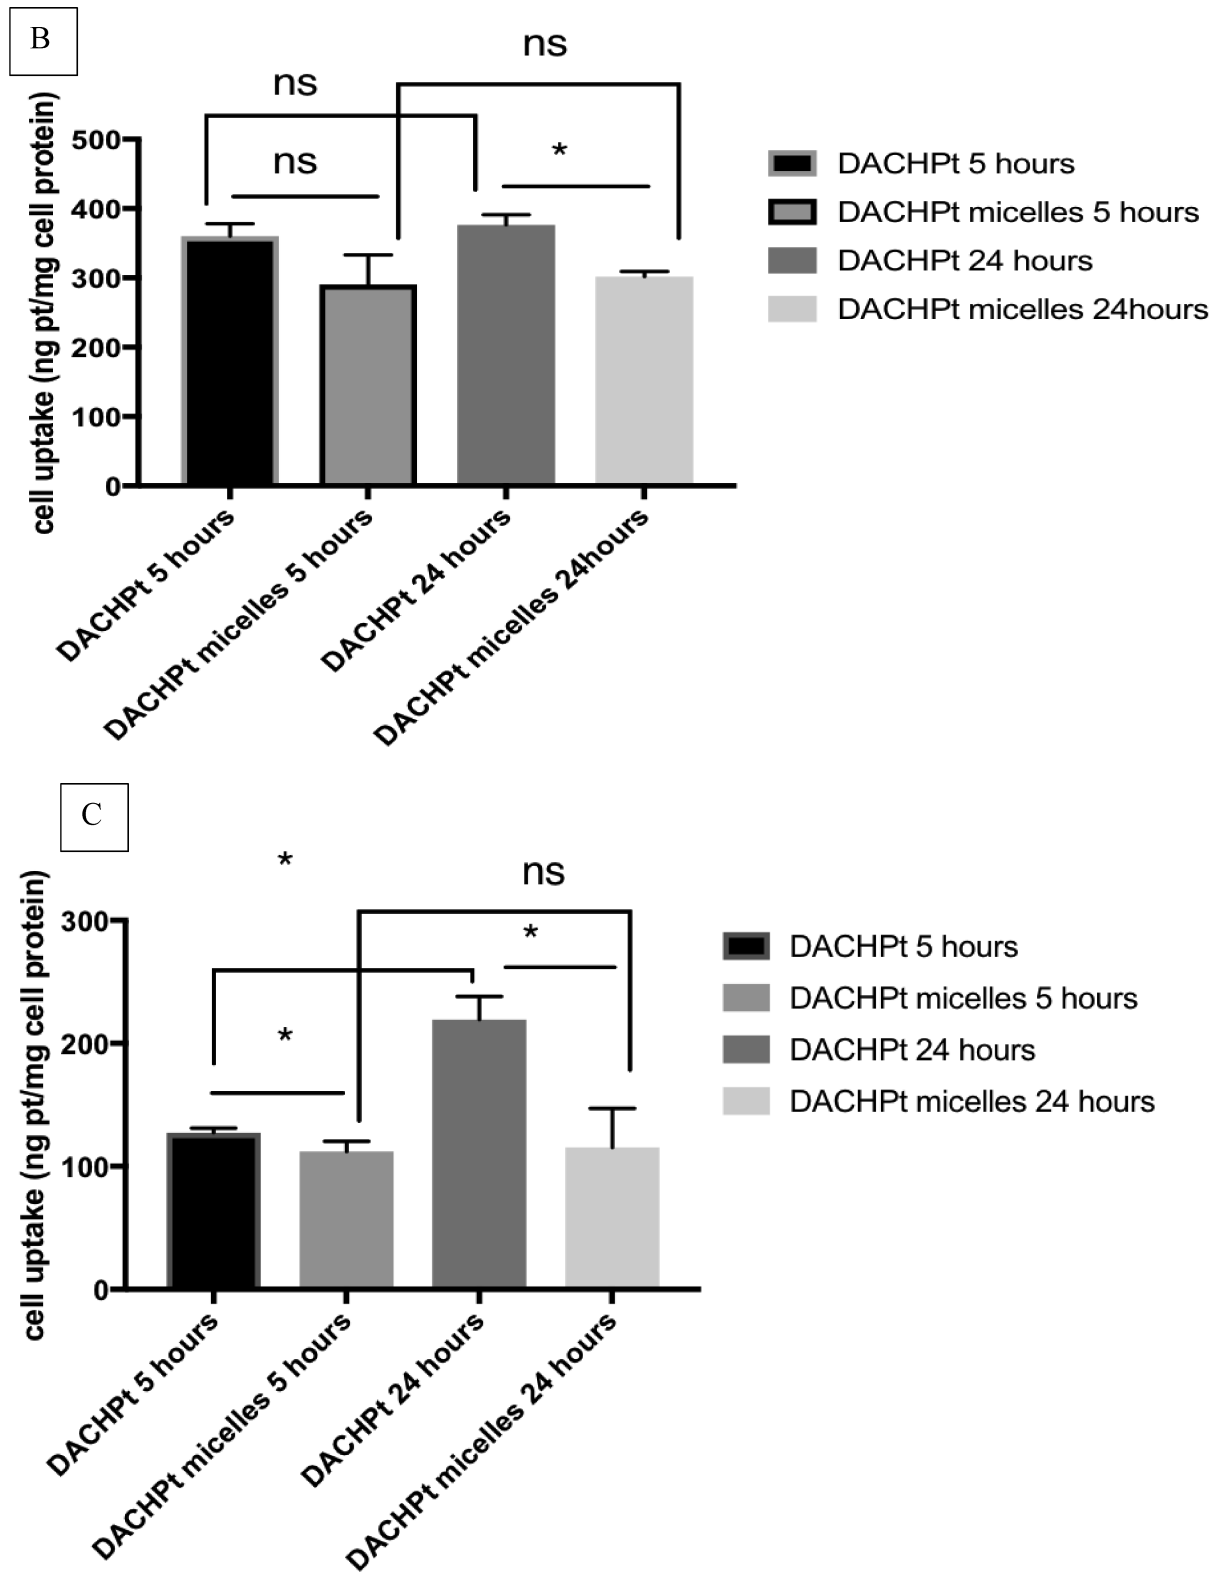 B
ns
ns
ns
*
cell uptake (ng pt/mg cell protein)
500
400
300
200
100
0
DACHPt 5 hours
DACHPt micelles 5 hours
DACHPt 24 hours
DACHPt micelles 24hours
DACHPt 5 hours
DACHPt micelles 5 hours
DACHPt 24 hours
DACHPt micelles 24hours
C
*
ns
*
*
cell uptake (ng pt/mg cell protein)
300
200
100
0
DACHPt 5 hours
DACHPt micelles 5 hours
DACHPt 24 hours
DACHPt micelles 24 hours
DACHPt 5 hours
DACHPt micelles 5 hours
DACHPt 24 hours
DACHPt micelles 24 hours